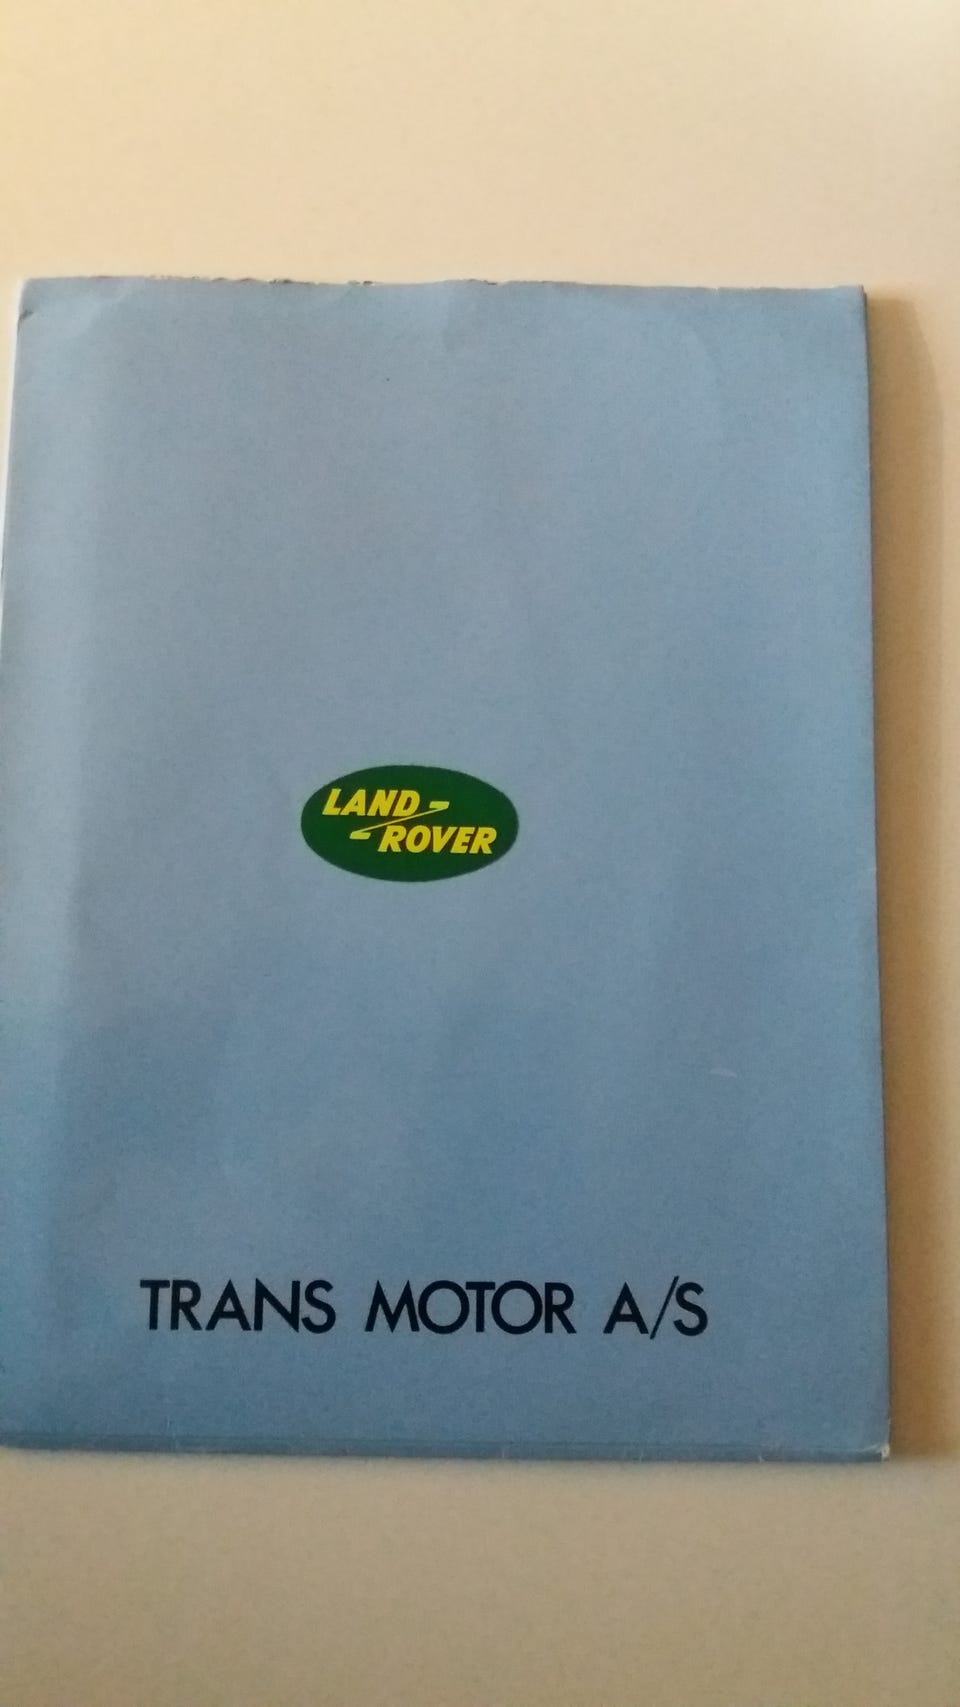 LAND-
ROVER
TRANS MOTOR A/S